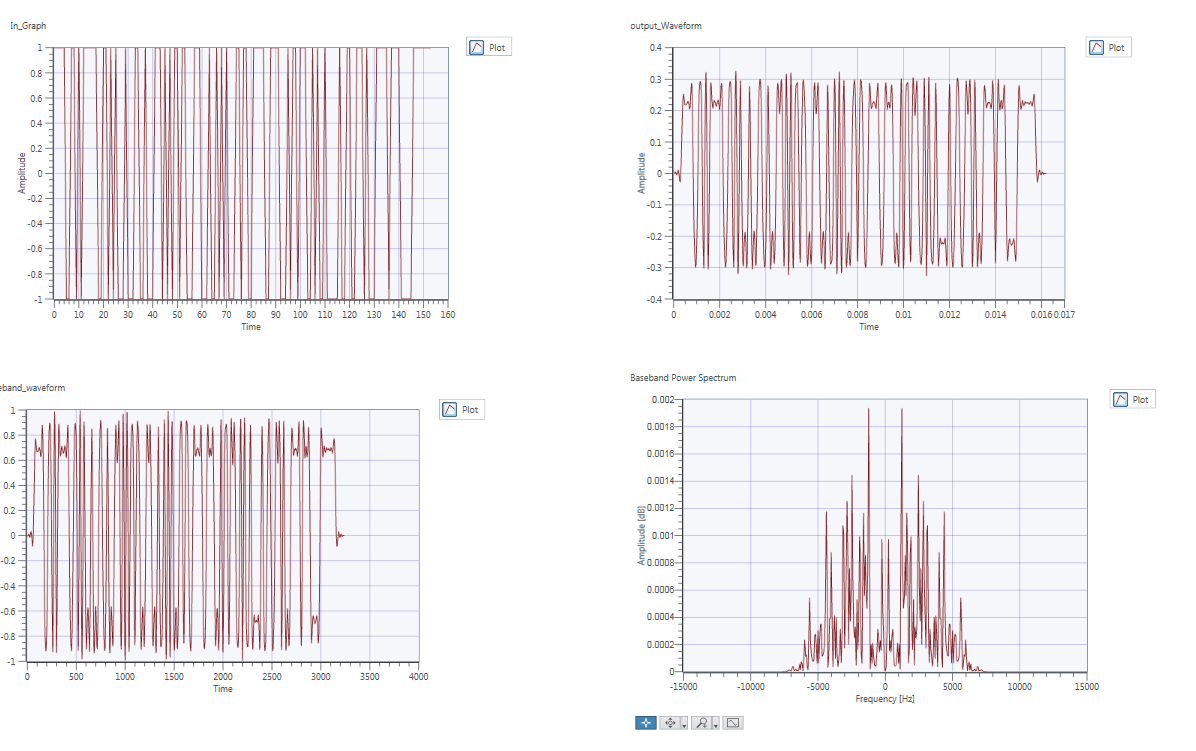 In_Graph
Plot
1
0.8
0.6
0.4
0.2
0
-0.2
-0.4
-0.6
-0.8
-1
Amplitude
0 10 20 30 40 50 60 70 80 90 100 110 120 130 140 150 160
Time
output_Waveform
Plot
0.4
0.3
0.2
0.1
0
-0.1
-0.2
-0.3
-0.4
Amplitude
0 0.002 0.004 0.006 0.008 0.01 0.012 0.014 0.016 0.017
Time
eband_waveform
Plot
1
0.8
0.6
0.4
0.2
0
-0.2
-0.4
-0.6
-0.8
-1
0 500 1000 1500 2000 2500 3000 3500 4000
Time
Baseband Power Spectrum
Plot
0.002
0.0018
0.0016
0.0014
0.0012
0.001
0.0008
0.0006
0.0004
0.0002
0
Amplitude [dB]
-15000 -10000 -5000 0 5000 10000 15000
Frequency [Hz]